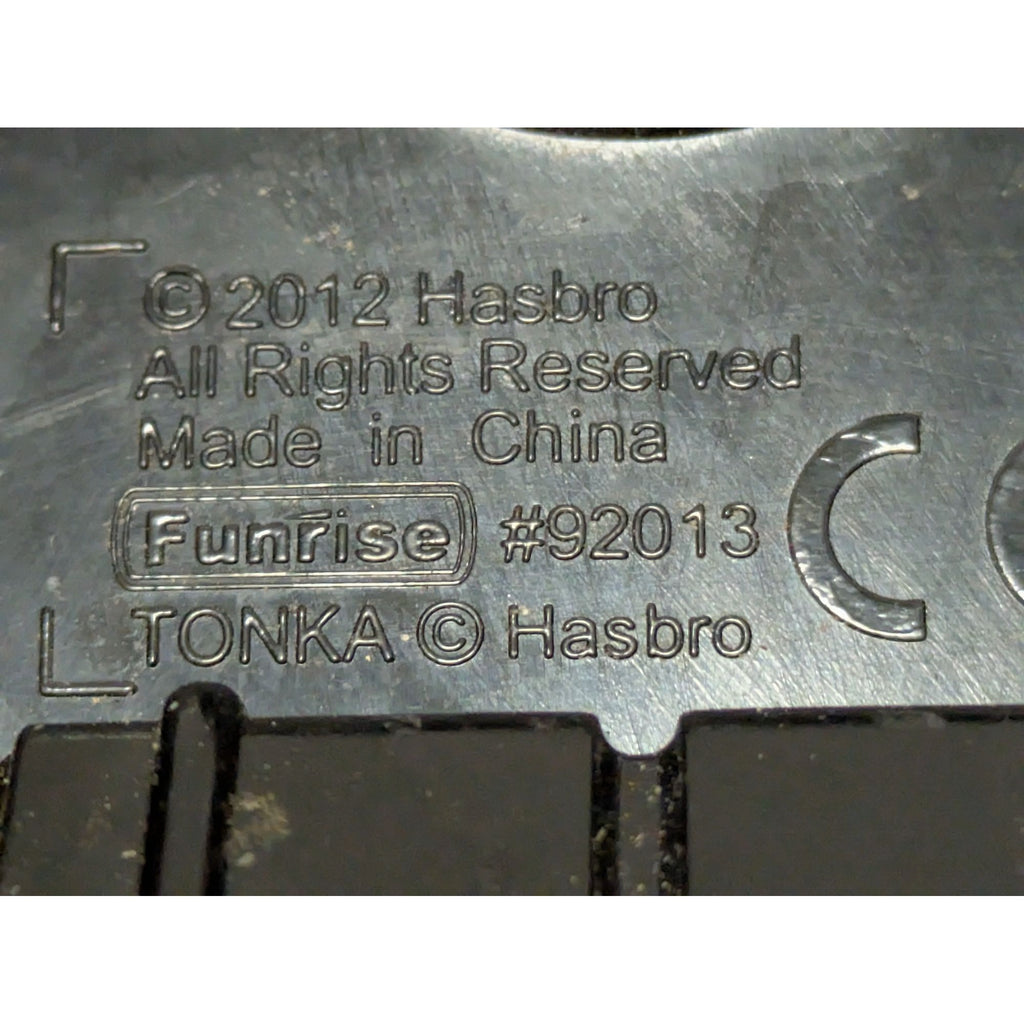 © 2012 Hasbro
All Rights Reserved
Made in China
Funrise #92013
TONKA © Hasbro